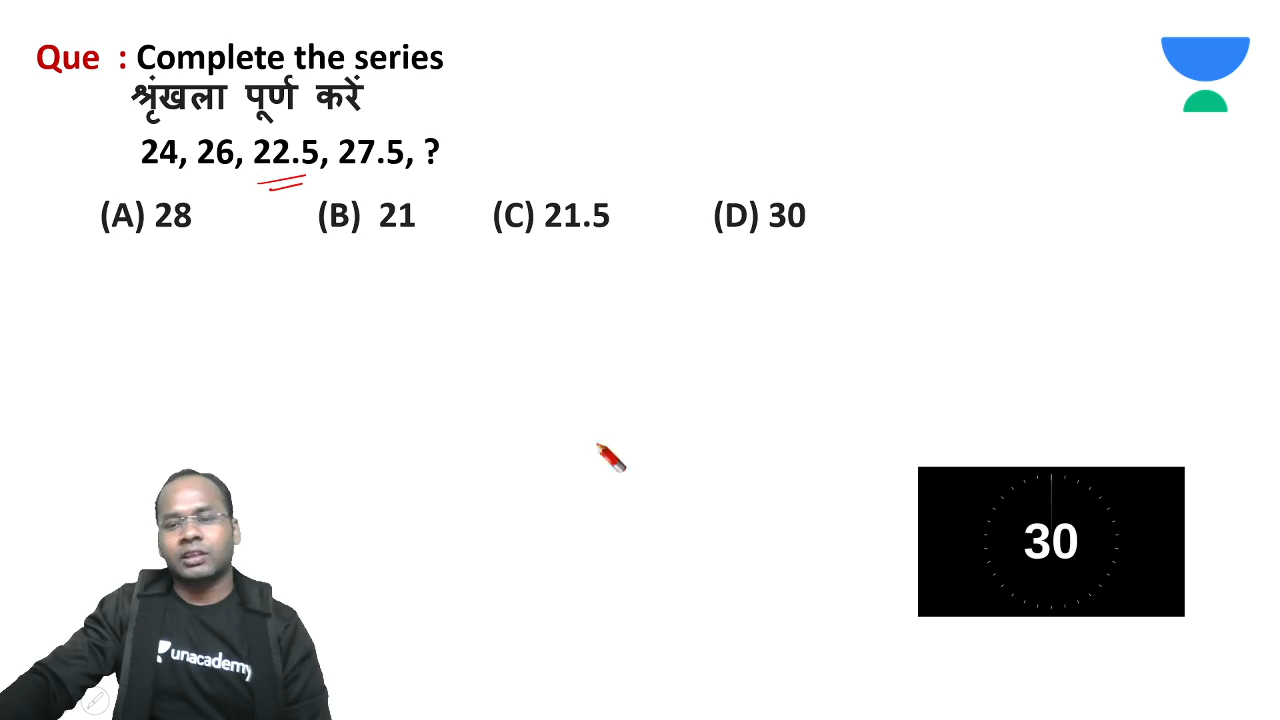 Que : Complete the series
श्रृंखला पूर्ण करें
24, 26, 22.5, 27.5, ?
(A) 28 (B) 21 (C) 21.5 (D) 30
30
unacademy